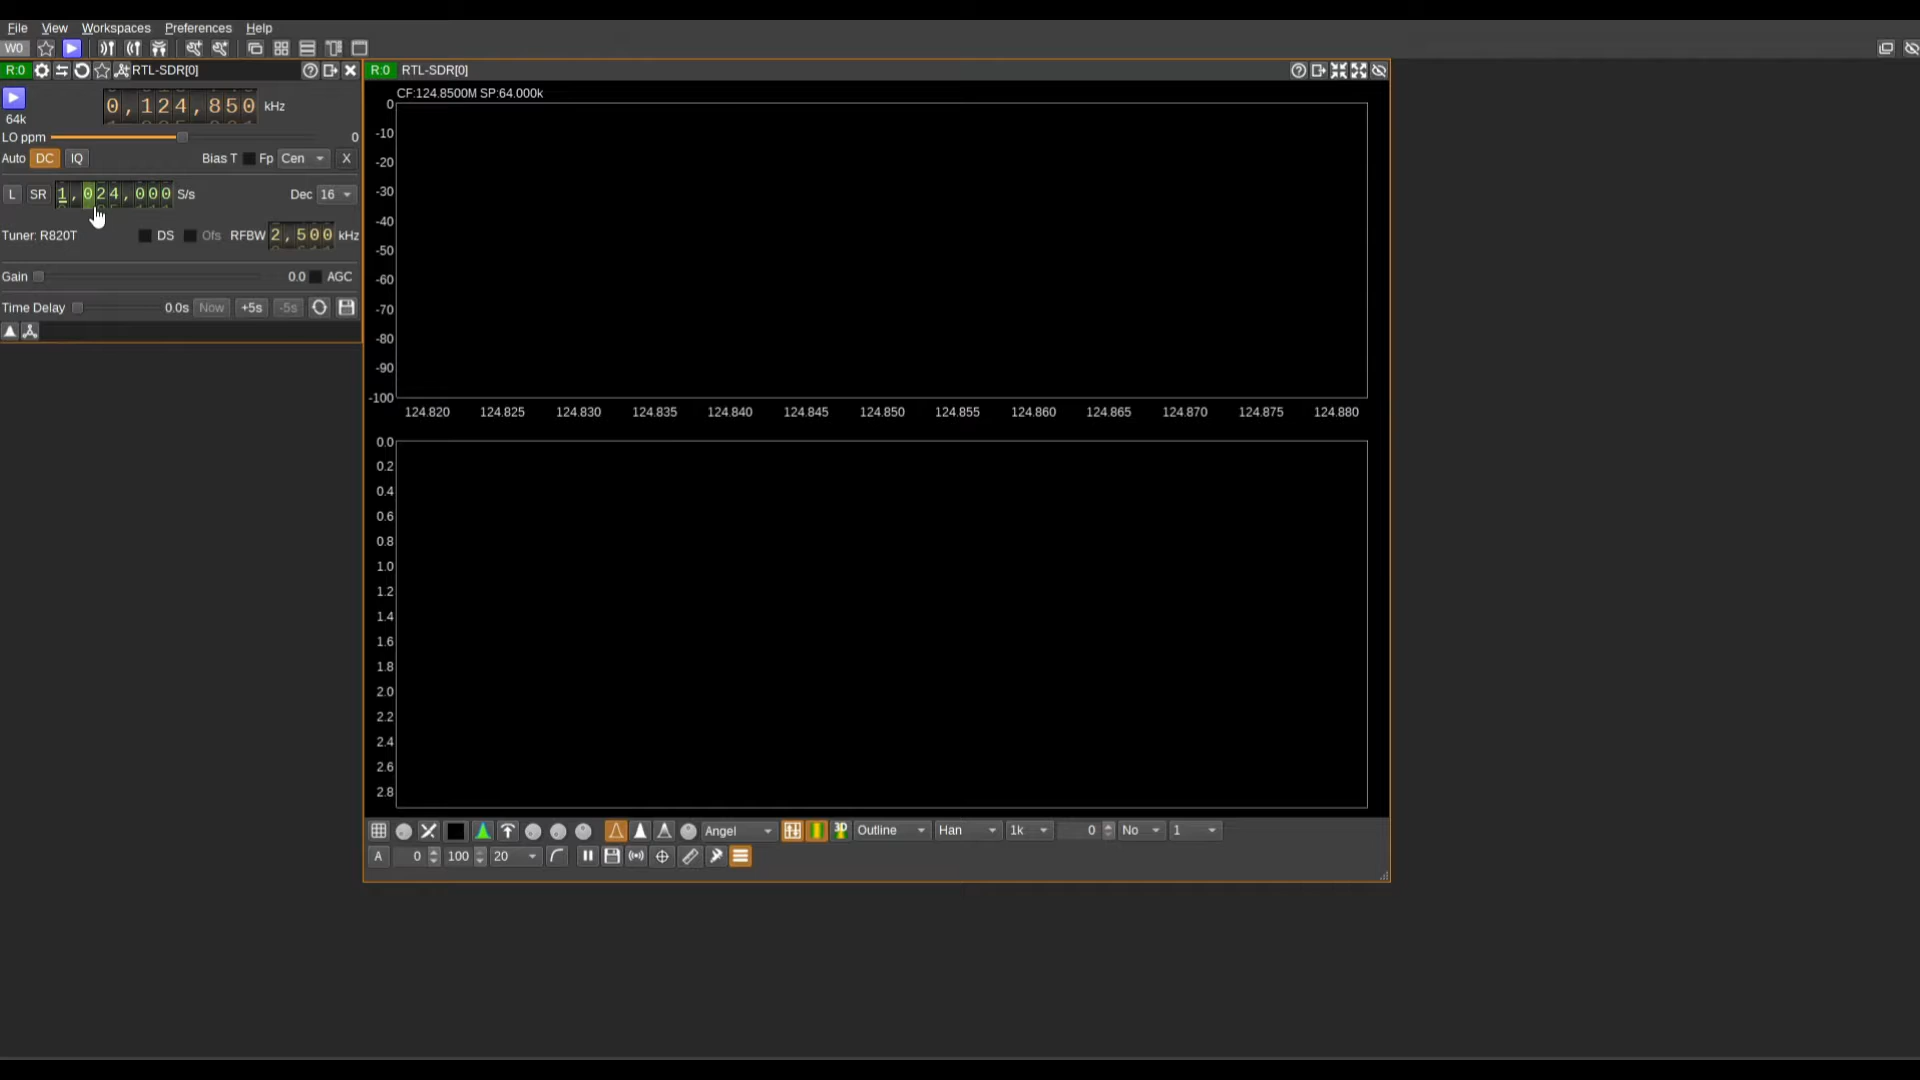 File View Workspaces Preferences Help
W0
R:0 RTL-SDR[0]
R:0 RTL-SDR[0]
64k
0,124,850 kHz
LO ppm 0
Auto DC IQ Bias T Fp Cen X
L SR 1,024,000 S/s Dec 16
Tuner: R820T DS Ofs RFBW 2,500 kHz
Gain 0.0 AGC
Time Delay 0.0s Now +5s -5s
CF:124.8500M SP:64.000k
0
-10
-20
-30
-40
-50
-60
-70
-80
-90
-100
124.820 124.825 124.830 124.835 124.840 124.845 124.850 124.855 124.860 124.865 124.870 124.875 124.880
0.0
0.2
0.4
0.6
0.8
1.0
1.2
1.4
1.6
1.8
2.0
2.2
2.4
2.6
2.8
Angel 3D Outline Han 1k 0 No 1
A 0 100 20